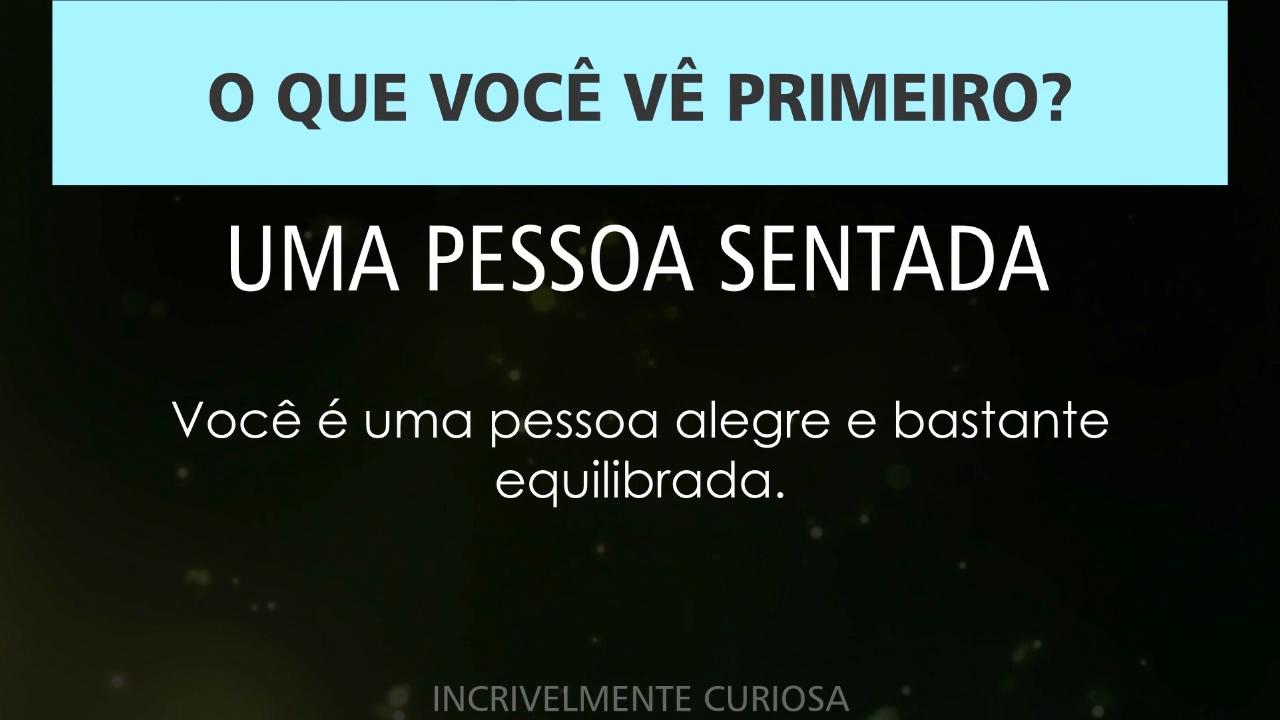 O QUE VOCÊ VÊ PRIMEIRO?
UMA PESSOA SENTADA
Você é uma pessoa alegre e bastante
equilibrada.
INCRIVELMENTE CURIOSA